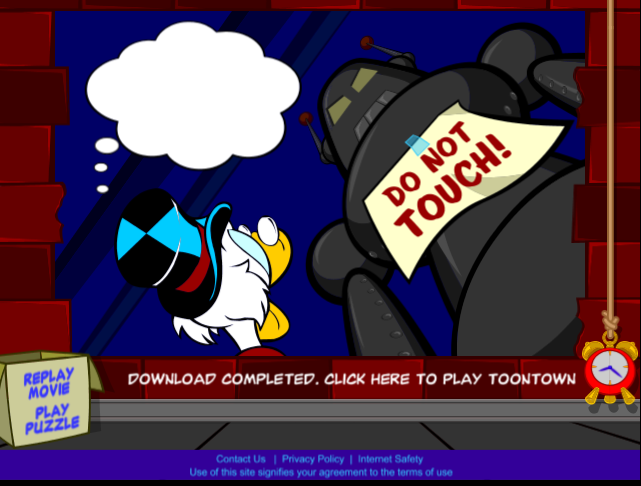 DO NOT
TOUCH!
REPLAY
MOVIE
PLAY
PUZZLE
DOWNLOAD COMPLETED. CLICK HERE TO PLAY TOONTOWN
Contact Us | Privacy Policy | Internet Safety
Use of this site signifies your agreement to the terms of use